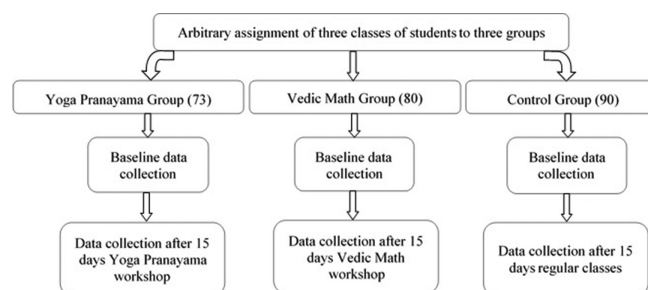 Arbitrary assignment of three classes of students to three groups
Yoga Pranayama Group (73)
Vedic Math Group (80)
Control Group (90)
Baseline data
collection
Baseline data
collection
Baseline data
collection
Data collection after 15
days Yoga Pranayama
workshop
Data collection after 15
days Vedic Math
workshop
Data collection after 15
days regular classes